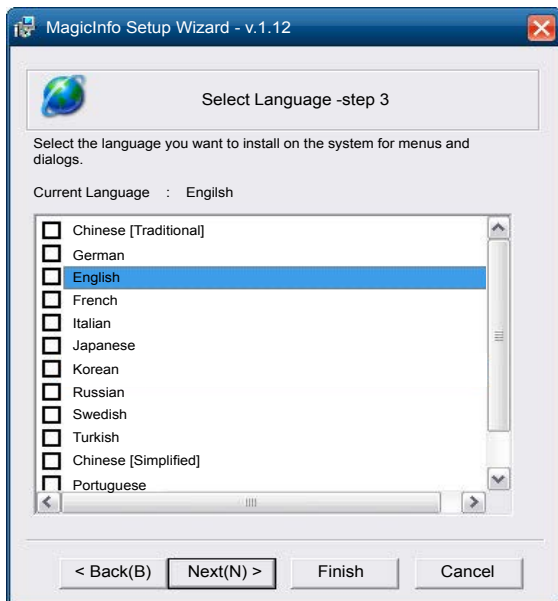 MagicInfo Setup Wizard - v.1.12
Select Language -step 3
Select the language you want to install on the system for menus and
dialogs.
Current Language : Engilsh
Chinese [Traditional]
German
English
French
Italian
Japanese
Korean
Russian
Swedish
Turkish
Chinese [Simplified]
Portuguese
< Back(B) Next(N) > Finish Cancel